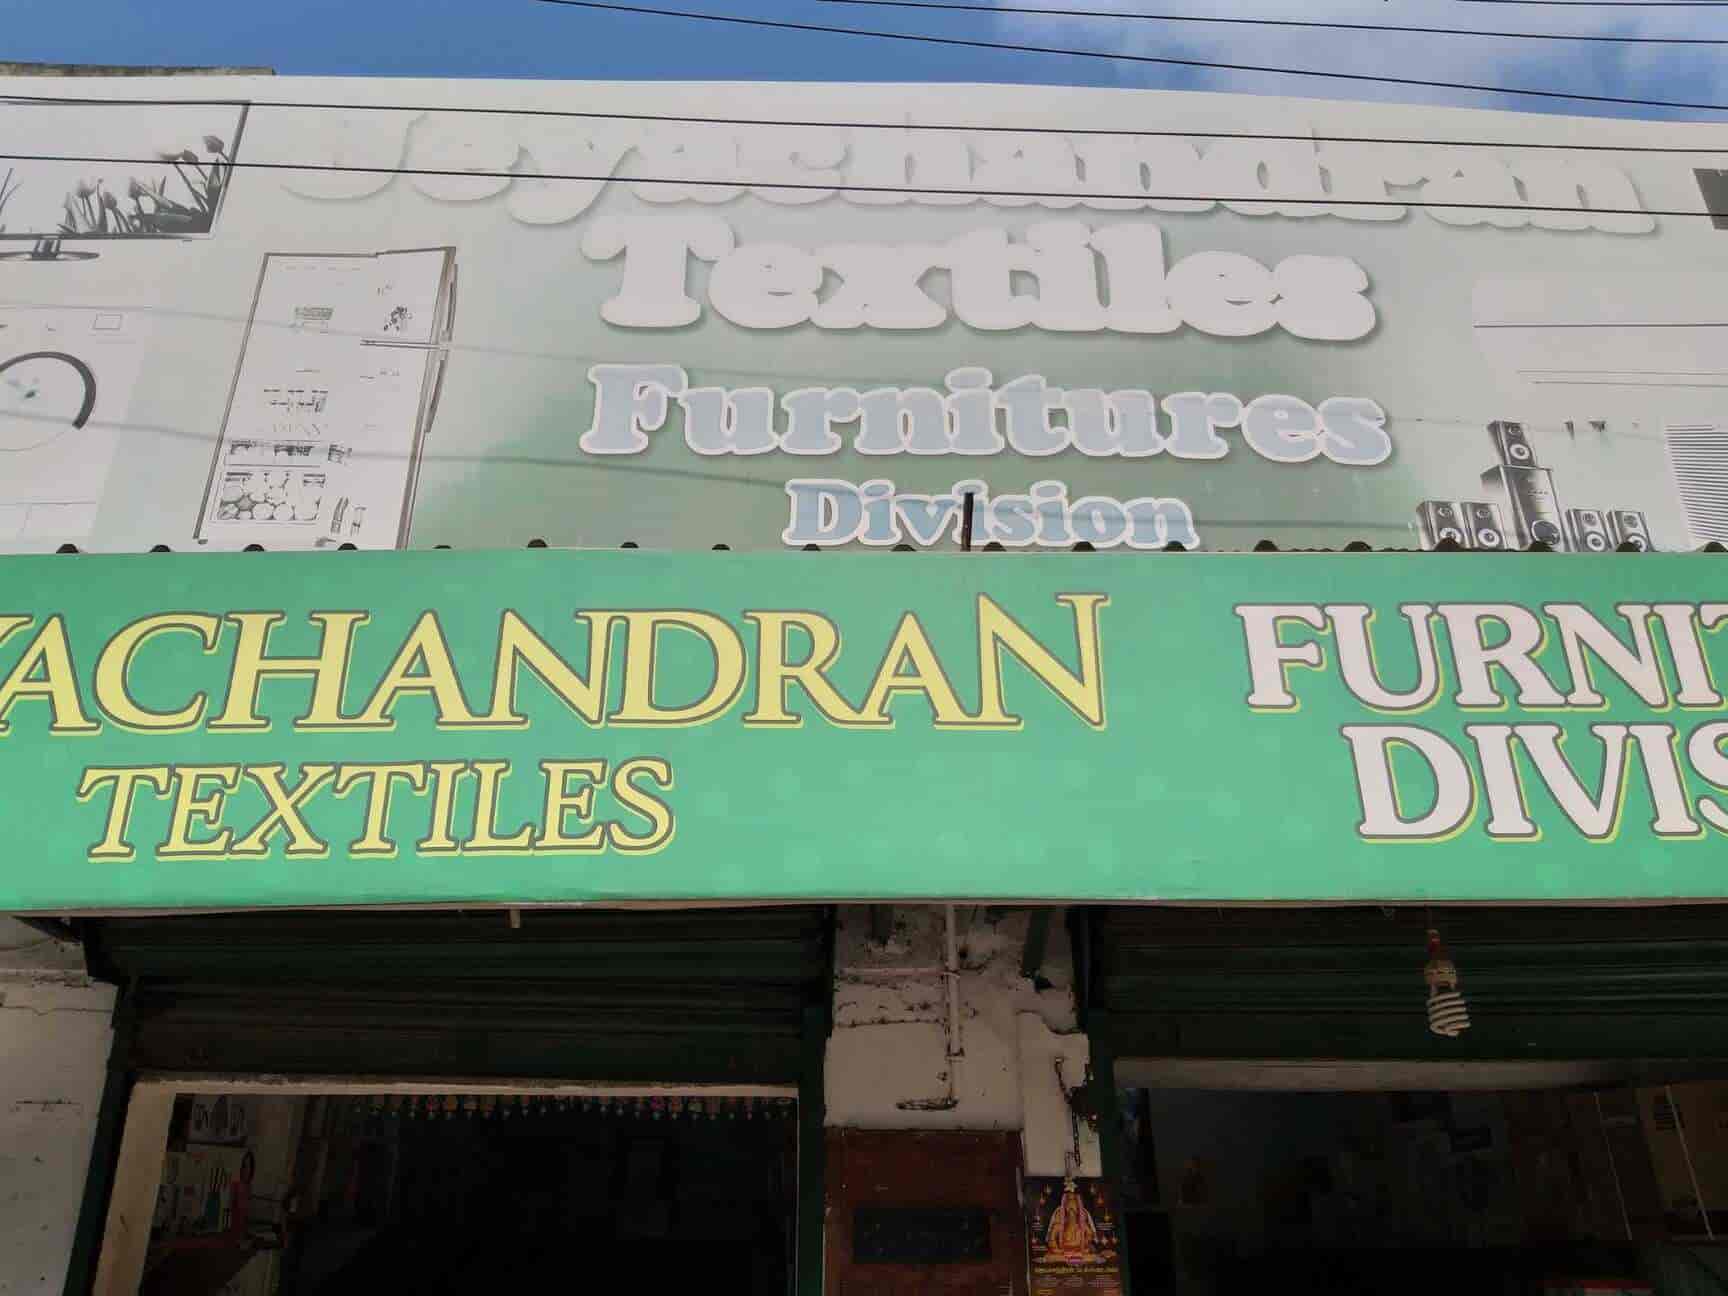 Jeyachandran
Textiles
Furnitures
Division
YACHANDRAN
TEXTILES
FURNIT
DIVIS